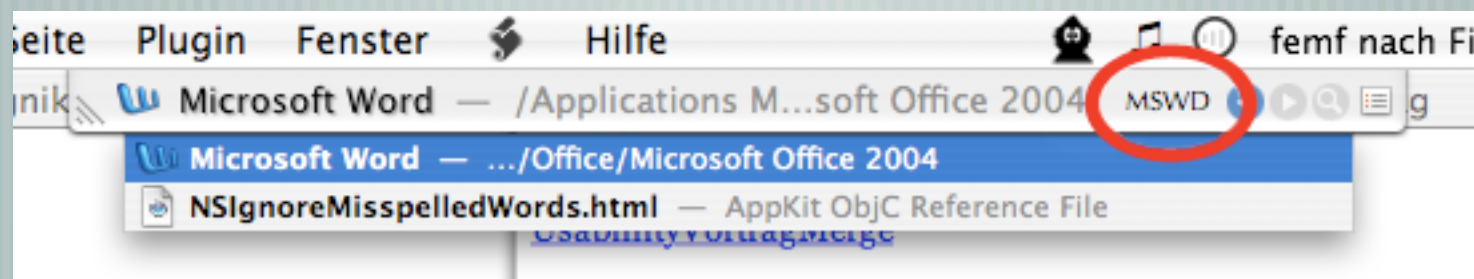 Seite Plugin Fenster Hilfe femf nach Fi
gnik Microsoft Word — /Applications M...soft Office 2004 MSWD g
Microsoft Word — .../Office/Microsoft Office 2004
NSIgnoreMisspelledWords.html — AppKit ObjC Reference File
UsabilityVortragMerge